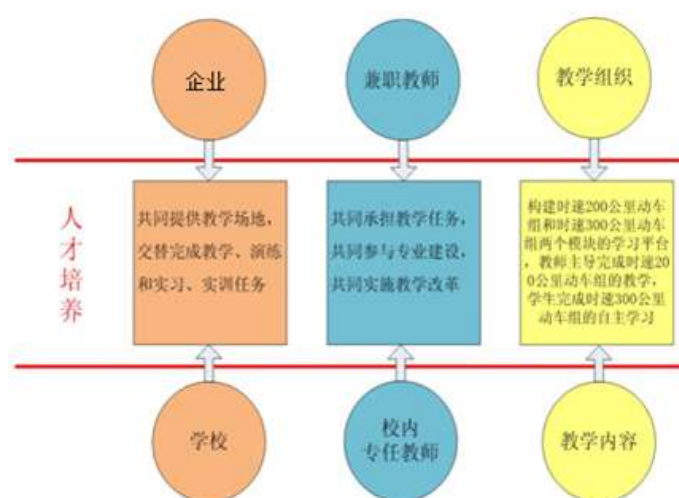 企业
兼职教师
教学组织
人才培养
共同提供教学场地，
交替完成教学、演练
和实习、实训任务
共同承担教学任务，
共同参与专业建设，
共同实施教学改革
构建时速200公里动车
组和时速300公里动车
组两个模块的学习平台
，教师主导完成时速20
0公里动车组的教学，
学生完成时速300公里
动车组的自主学习
学校
校内
专任教师
教学内容